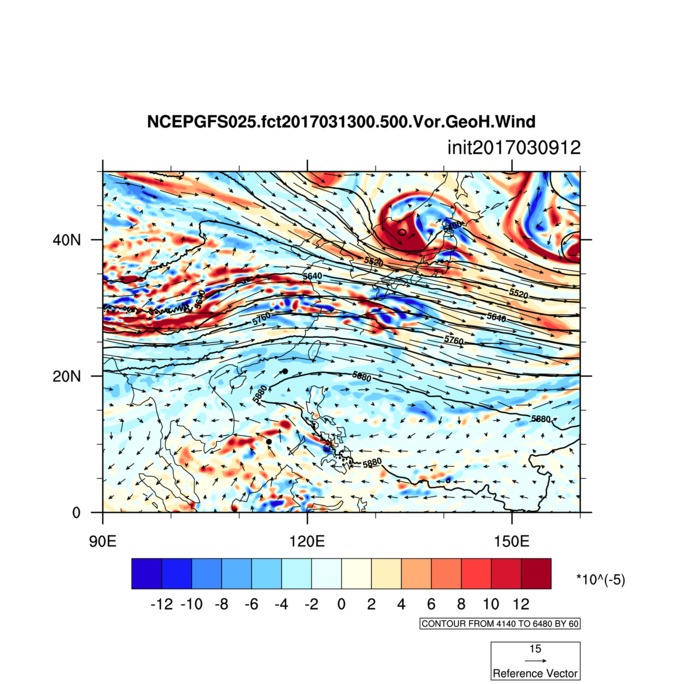 NCEPGFS025.fct2017031300.500.Vor.GeoH.Wind
init2017030912
40N
20N
0
90E 120E 150E
5520
5640
5640
5760
5520
5640
5760
5880
5880
5880
5880
-12 -10 -8 -6 -4 -2 0 2 4 6 8 10 12
*10^(-5)
CONTOUR FROM 4140 TO 6480 BY 60
15
Reference Vector